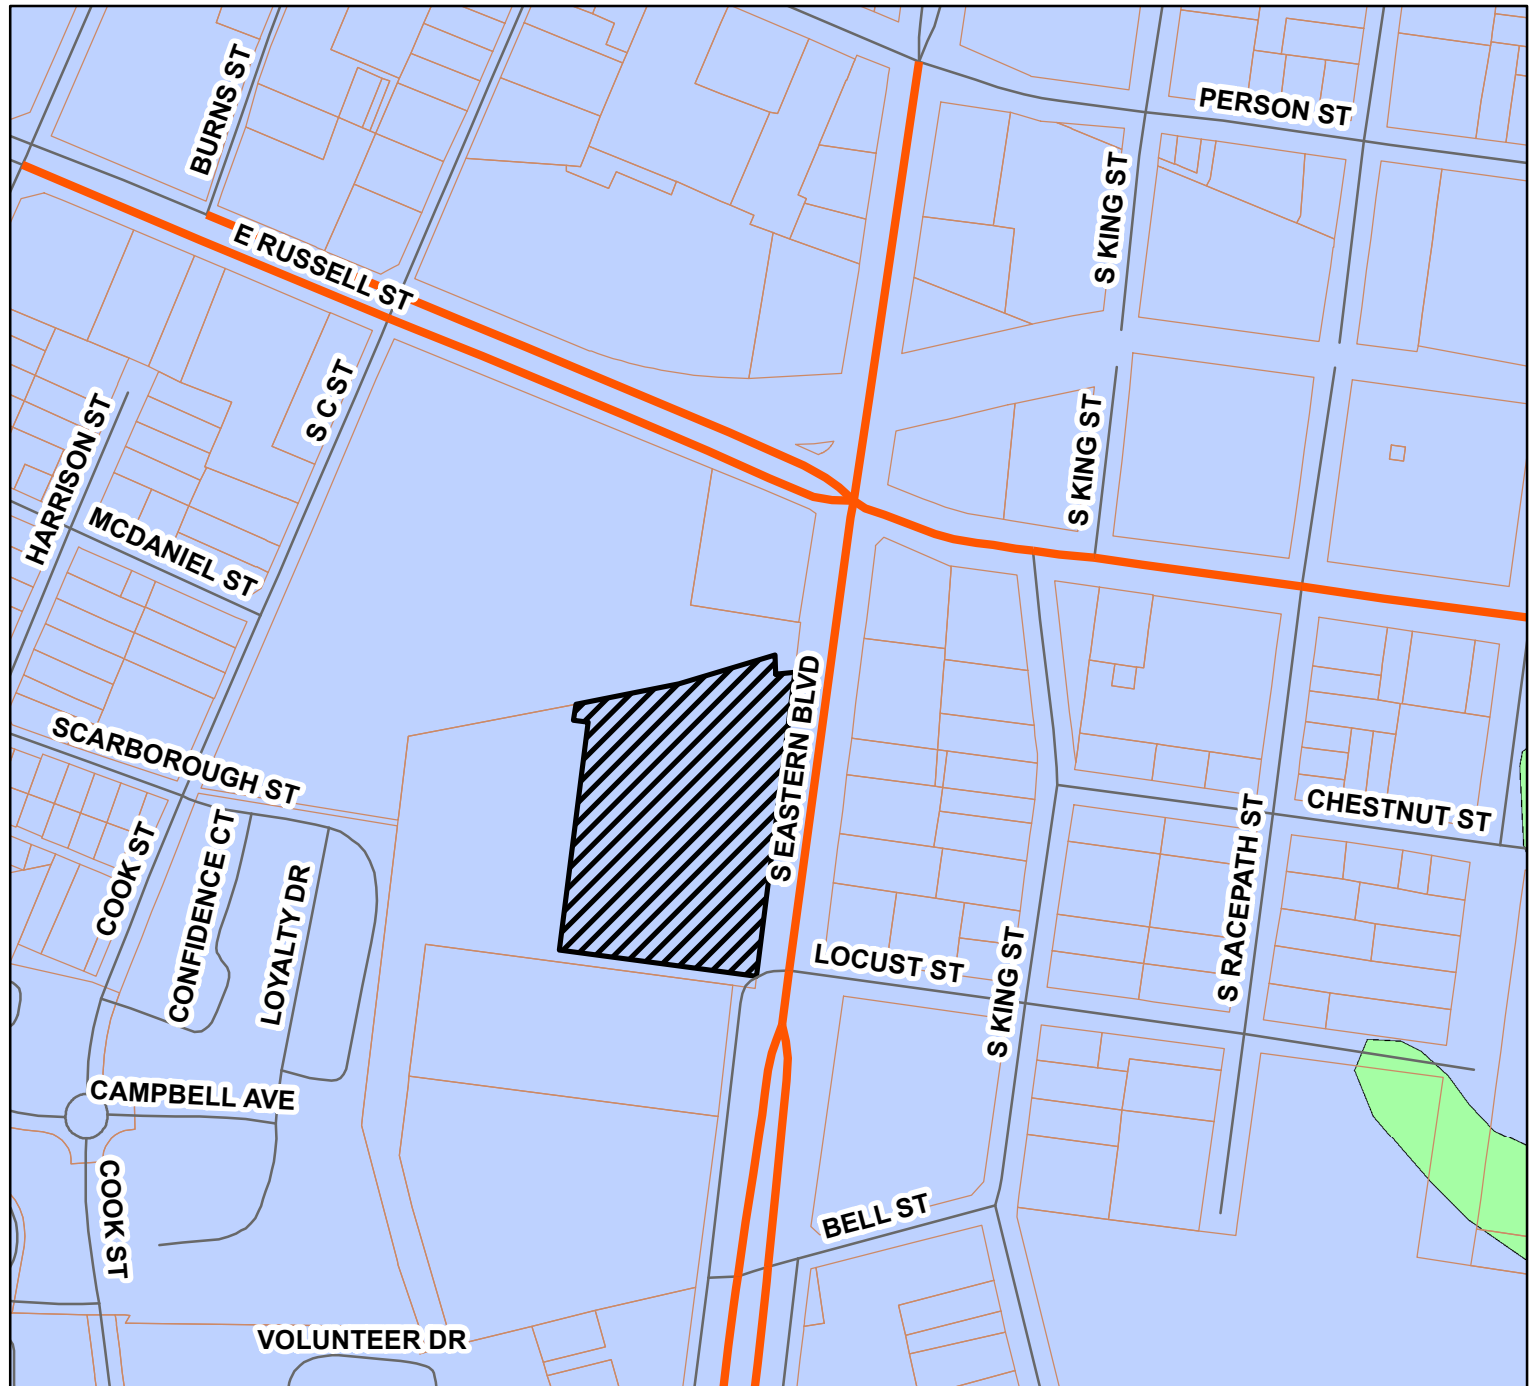 BURNS ST
PERSON ST
S KING ST
E RUSSELL ST
S C ST
HARRISON ST
S KING ST
MCDANIEL ST
S EASTERN BLVD
SCARBOROUGH ST
CHESTNUT ST
S RACEPATH ST
COOK ST
CONFIDENCE CT
LOYALTY DR
LOCUST ST
S KING ST
CAMPBELL AVE
COOK ST
BELL ST
VOLUNTEER DR